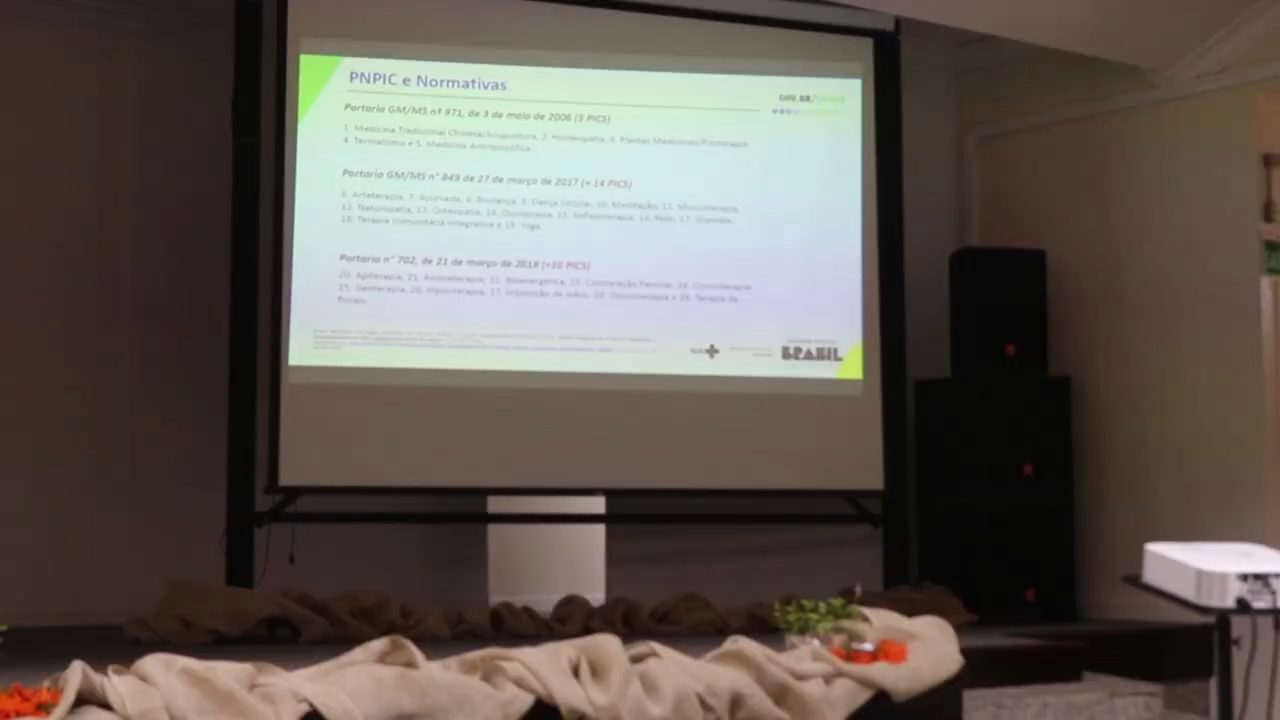 PNPIC e Normativas
GOV.BR/SAUDE
Portaria GM/MS nº 971, de 3 de maio de 2006 (5 PICS)
1. Medicina Tradicional Chinesa/Acupuntura, 2. Homeopatia, 3. Plantas Medicinais/Fitoterapia,
4. Termalismo e 5. Medicina Antroposófica.
Portaria GM/MS n° 849 de 27 de março de 2017 (+ 14 PICS)
6. Arteterapia, 7. Ayurveda, 8. Biodança, 9. Dança circular, 10. Meditação, 11. Musicoterapia,
12. Naturopatia, 13. Osteopatia, 14. Quiropraxia, 15. Reflexoterapia, 16. Reiki, 17. Shantala,
18. Terapia comunitária integrativa e 19. Yoga.
Portaria n° 702, de 21 de março de 2018 (+10 PICS)
20. Apiterapia, 21. Aromaterapia, 22. Bioenergética, 23. Constelação Familiar, 24. Cromoterapia
25. Geoterapia, 26. Hipnoterapia, 27. Imposição de mãos, 28. Ozonioterapia e 29. Terapia de
Florais.
BRASIL